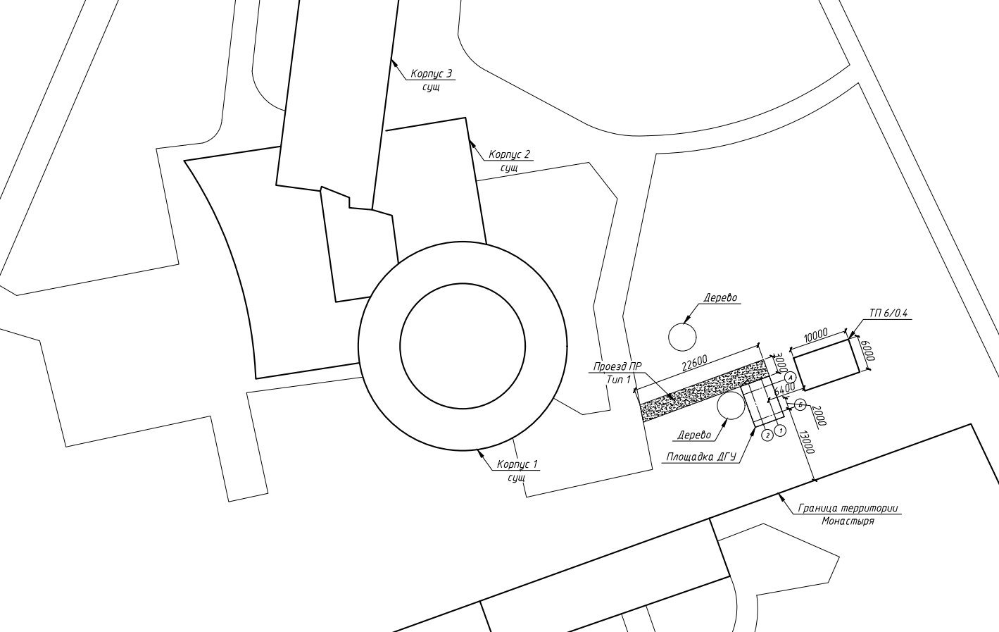 Корпус 3
сущ
Корпус 2
сущ
Дерево
ТП 6/0.4
10000
6000
22600
3000
Проезд ПР
Тип 1
А
6400
Б
2000
Дерево
2
1
13000
Площадка ДГУ
Корпус 1
сущ
Граница территории
Монастыря